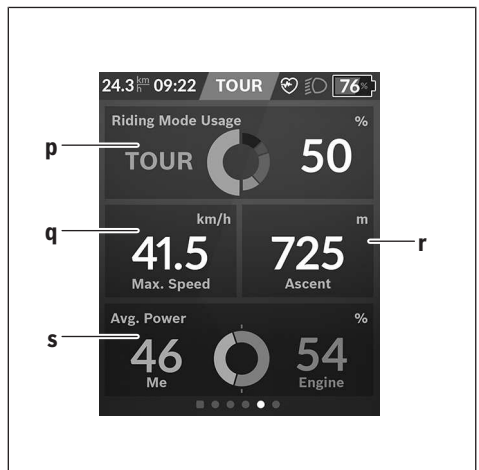 24.3 km/h 09:22 TOUR 76%
Riding Mode Usage %
p
TOUR 50
km/h m
q
41.5 725 r
Max. Speed Ascent
Avg. Power %
s
46 54
Me Engine